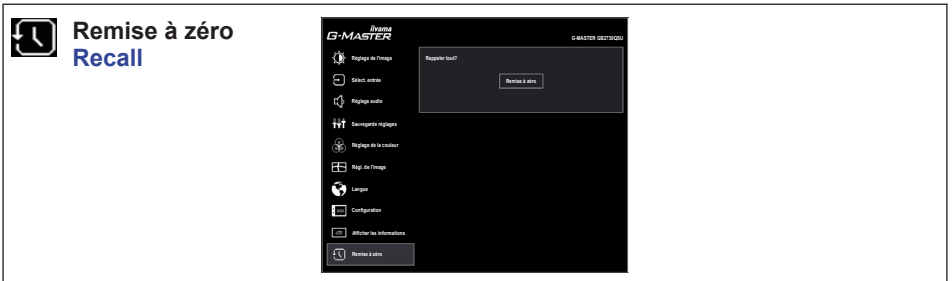 Remise à zéro
Recall
iiyama
G-MASTER
G-MASTER GB2730QSU
Réglage de l'image
Rappeler tout?
Sélect. entrée
Remise à zéro
Réglage audio
Sauvegarde réglages
Réglage de la couleur
Régl. de l'image
Langue
Configuration
Afficher les informations
Remise à zéro